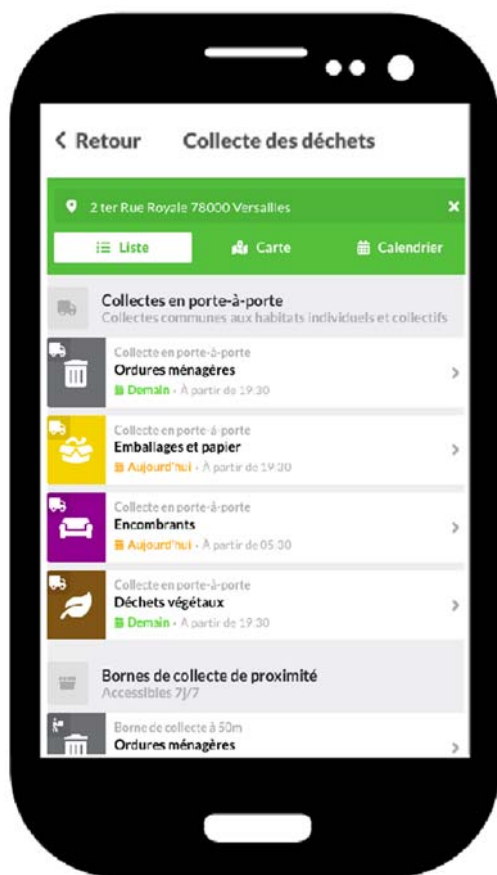 Retour Collecte des déchets
2 ter Rue Royale 78000 Versailles
Liste Carte Calendrier
Collectes en porte-à-porte
Collectes communes aux habitats individuels et collectifs
Collecte en porte-à-porte
Ordures ménagères
Demain - À partir de 19:30
Collecte en porte-à-porte
Emballages et papier
Aujourd'hui - À partir de 19:30
Collecte en porte-à-porte
Encombrants
Aujourd'hui - À partir de 05:30
Collecte en porte-à-porte
Déchets végétaux
Demain - À partir de 19:30
Bornes de collecte de proximité
Accessibles 7j/7
Borne de collecte à 50m
Ordures ménagères